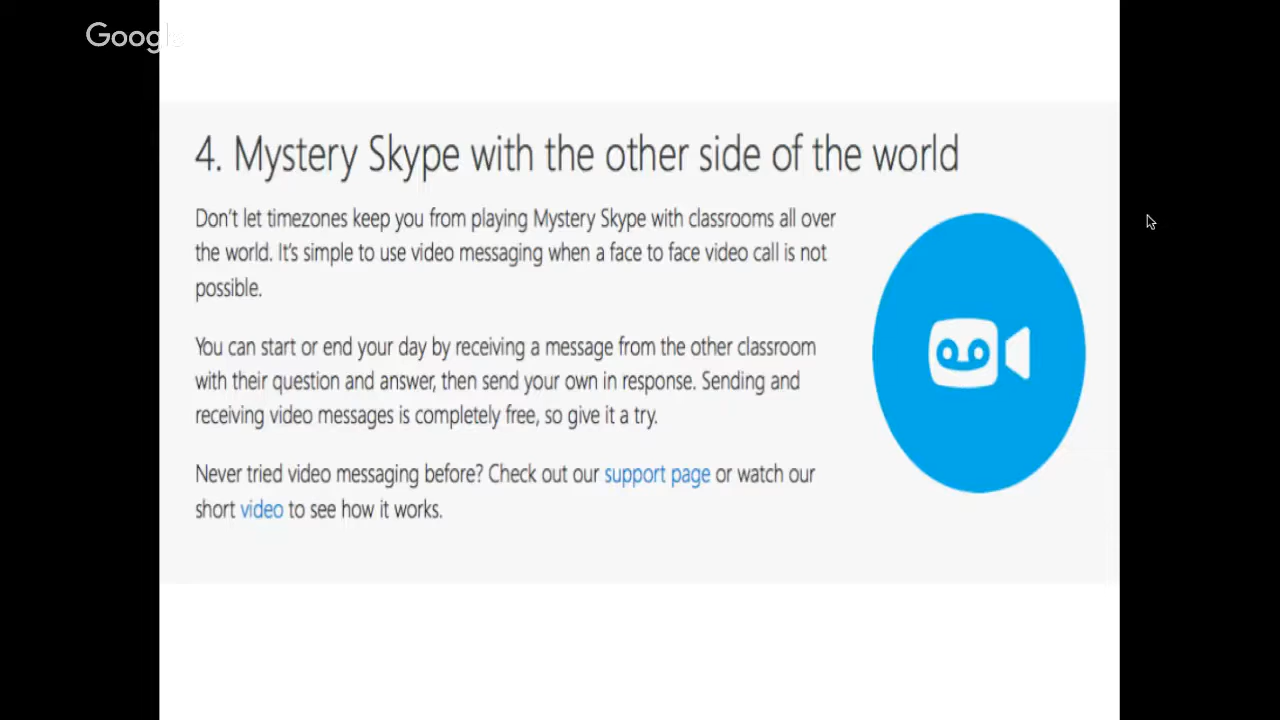 Google
4. Mystery Skype with the other side of the world
Don't let timezones keep you from playing Mystery Skype with classrooms all over
the world. It's simple to use video messaging when a face to face video call is not
possible.
You can start or end your day by receiving a message from the other classroom
with their question and answer, then send your own in response. Sending and
receiving video messages is completely free, so give it a try.
Never tried video messaging before? Check out our support page or watch our
short video to see how it works.